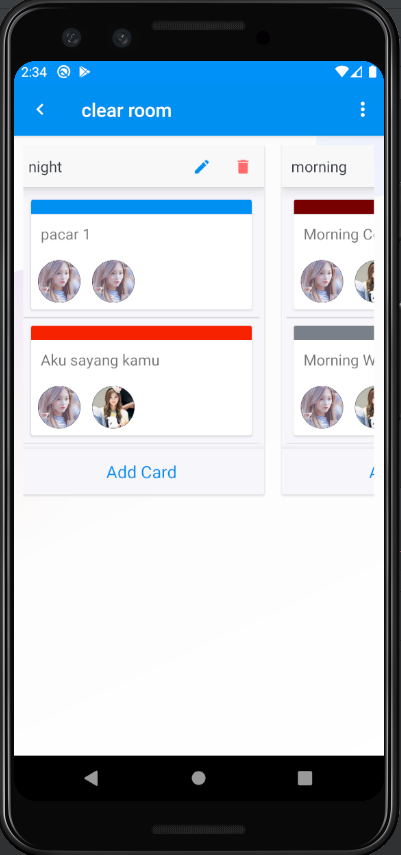 2:34
clear room
night
morning
pacar 1
Morning
Aku sayang kamu
Morning
Add Card